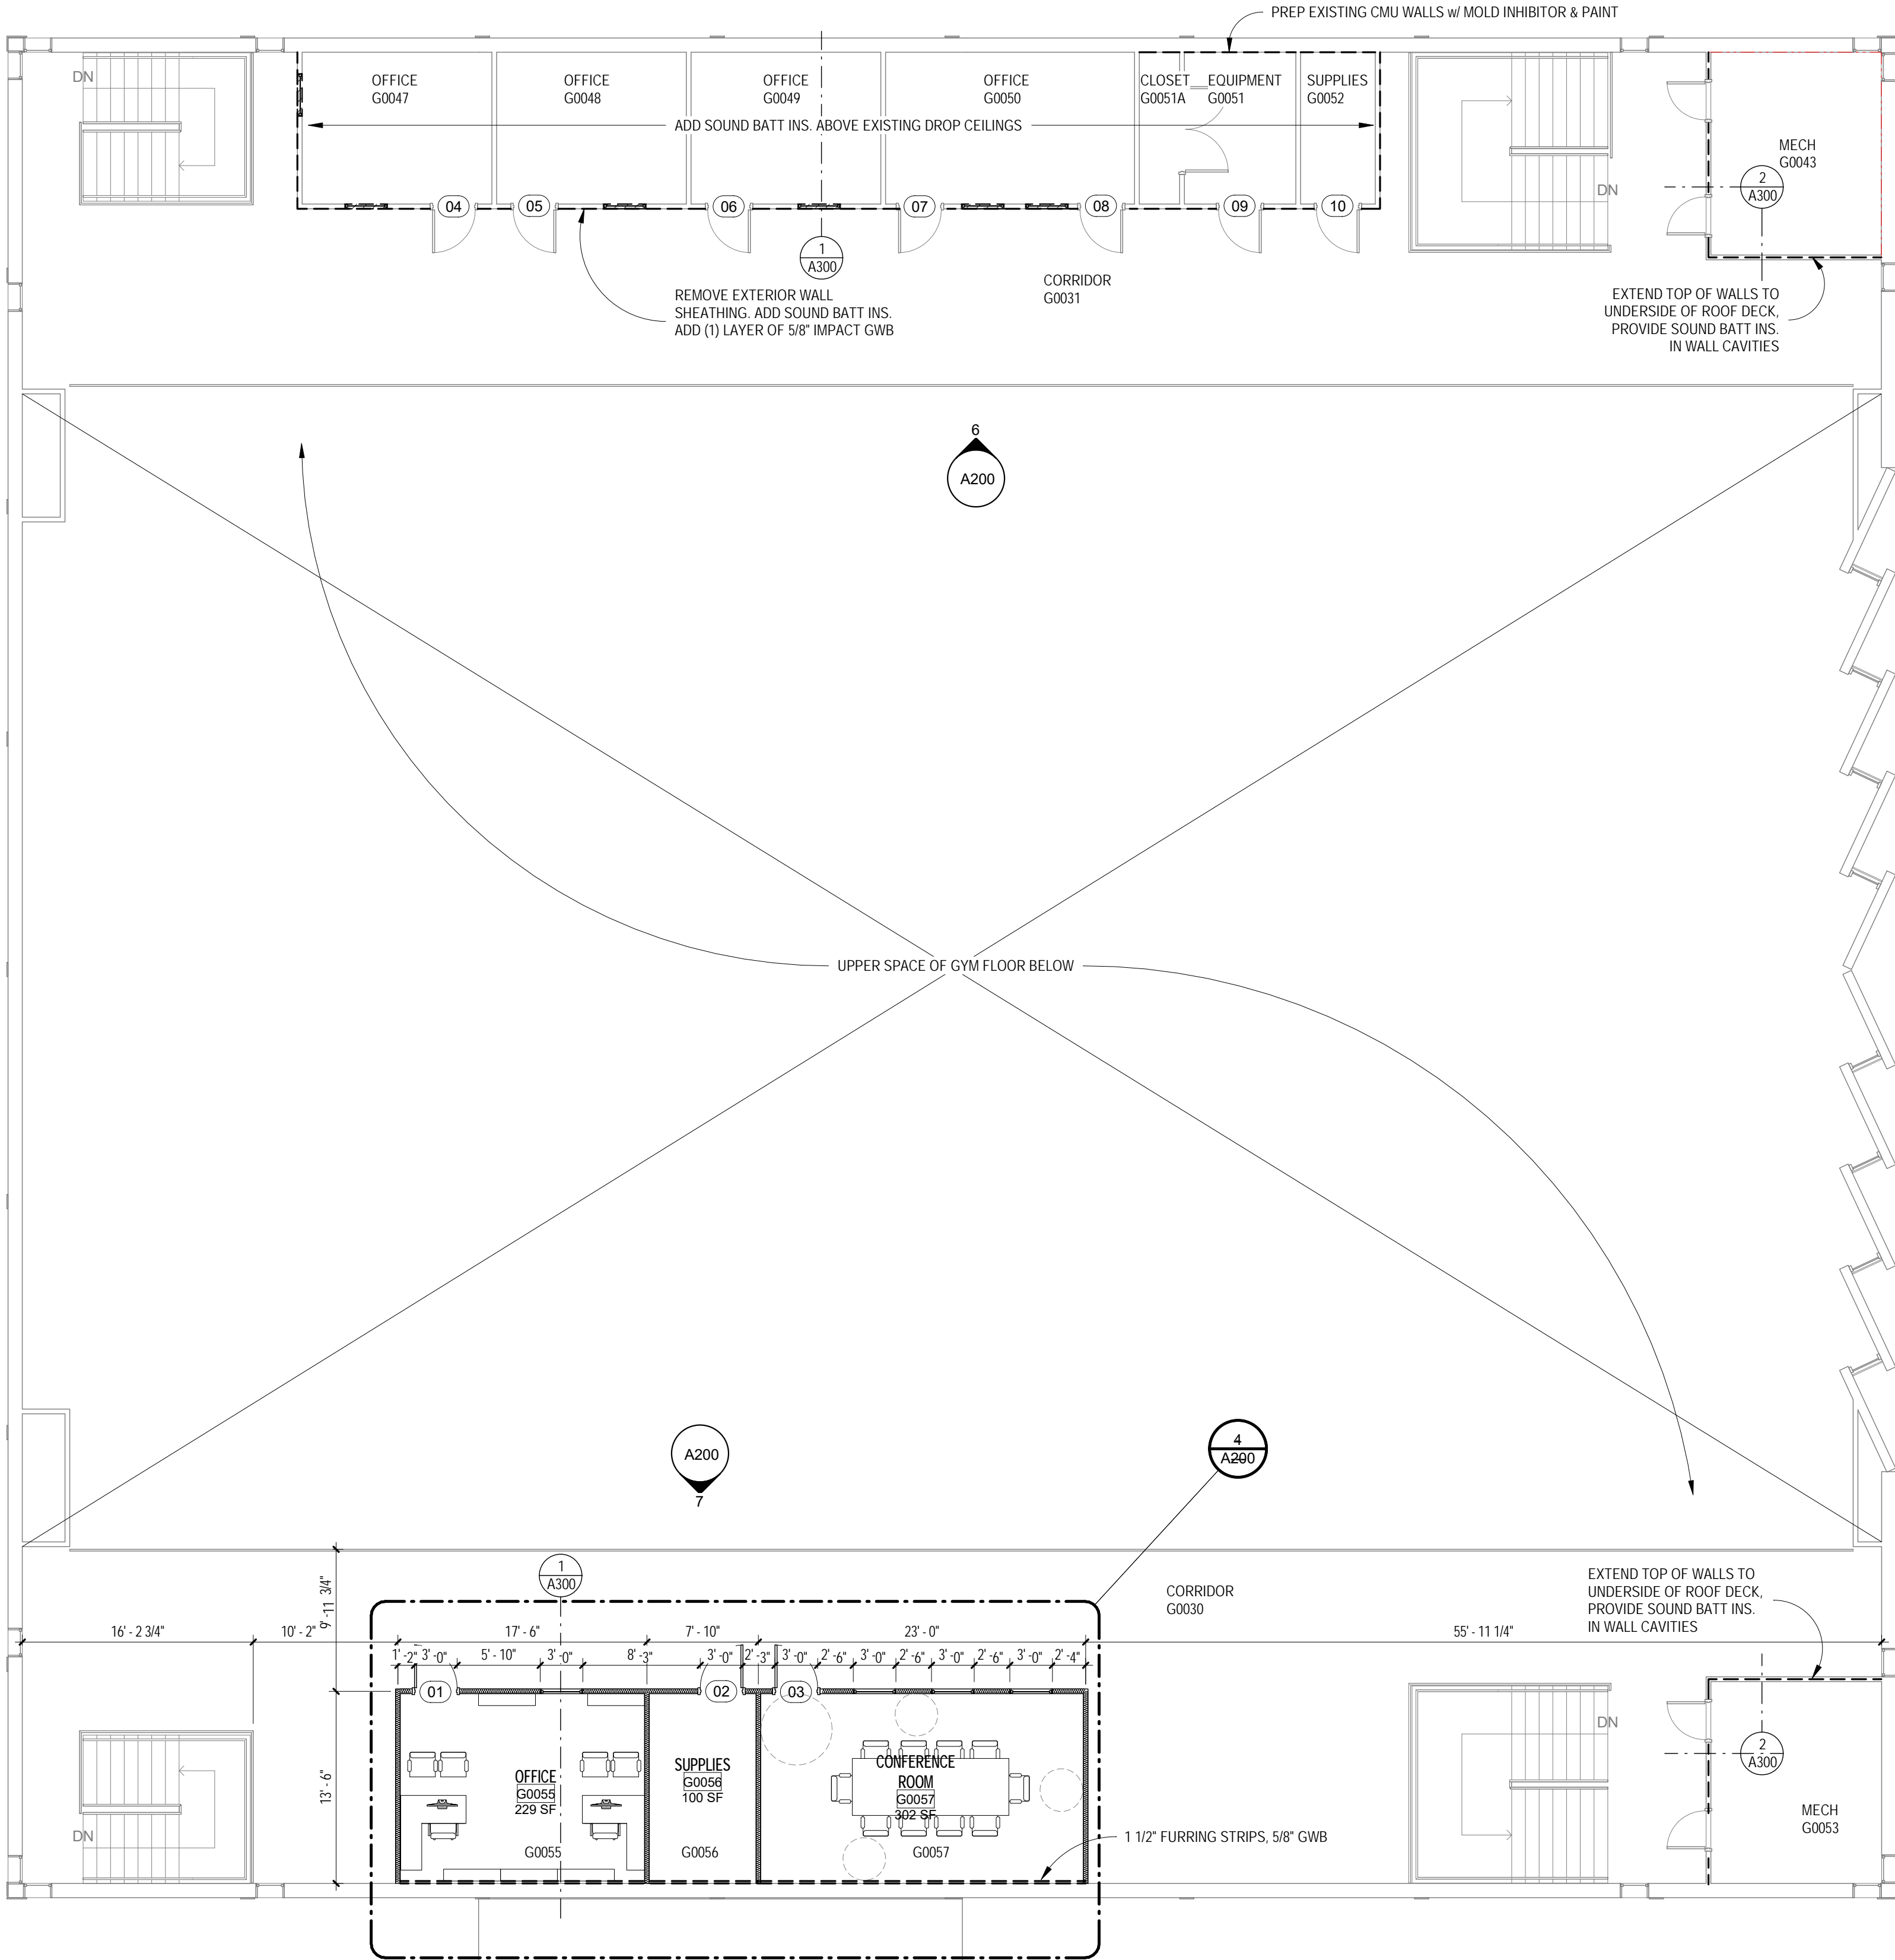 PREP EXISTING CMU WALLS w/ MOLD INHIBITOR & PAINT
DN
OFFICE
G0047
OFFICE
G0048
OFFICE
G0049
OFFICE
G0050
CLOSET
G0051A
EQUIPMENT
G0051
SUPPLIES
G0052
ADD SOUND BATT INS. ABOVE EXISTING DROP CEILINGS
MECH
G0043
2
A300
DN
04
05
06
07
08
09
10
1
A300
CORRIDOR
G0031
REMOVE EXTERIOR WALL
SHEATHING. ADD SOUND BATT INS.
ADD (1) LAYER OF 5/8" IMPACT GWB
EXTEND TOP OF WALLS TO
UNDERSIDE OF ROOF DECK,
PROVIDE SOUND BATT INS.
IN WALL CAVITIES
6
A200
UPPER SPACE OF GYM FLOOR BELOW
A200
7
4
A200
1
A300
CORRIDOR
G0030
EXTEND TOP OF WALLS TO
UNDERSIDE OF ROOF DECK,
PROVIDE SOUND BATT INS.
IN WALL CAVITIES
9' -11 3/4"
16' - 2 3/4"
10' - 2"
17' - 6"
7' - 10"
23' - 0"
55' - 11 1/4"
1' -2"
3' -0"
5' - 10"
3' -0"
8' -3"
3' -0"
2' -3"
3' -0"
2' -6"
3' -0"
2' -6"
3' -0"
2' -6"
3' -0"
2' -4"
01
02
03
13' - 6"
OFFICE
G0055
229 SF
SUPPLIES
G0056
100 SF
CONFERENCE
ROOM
G0057
302 SF
DN
2
A300
MECH
G0053
DN
G0055
G0056
G0057
1 1/2" FURRING STRIPS, 5/8" GWB